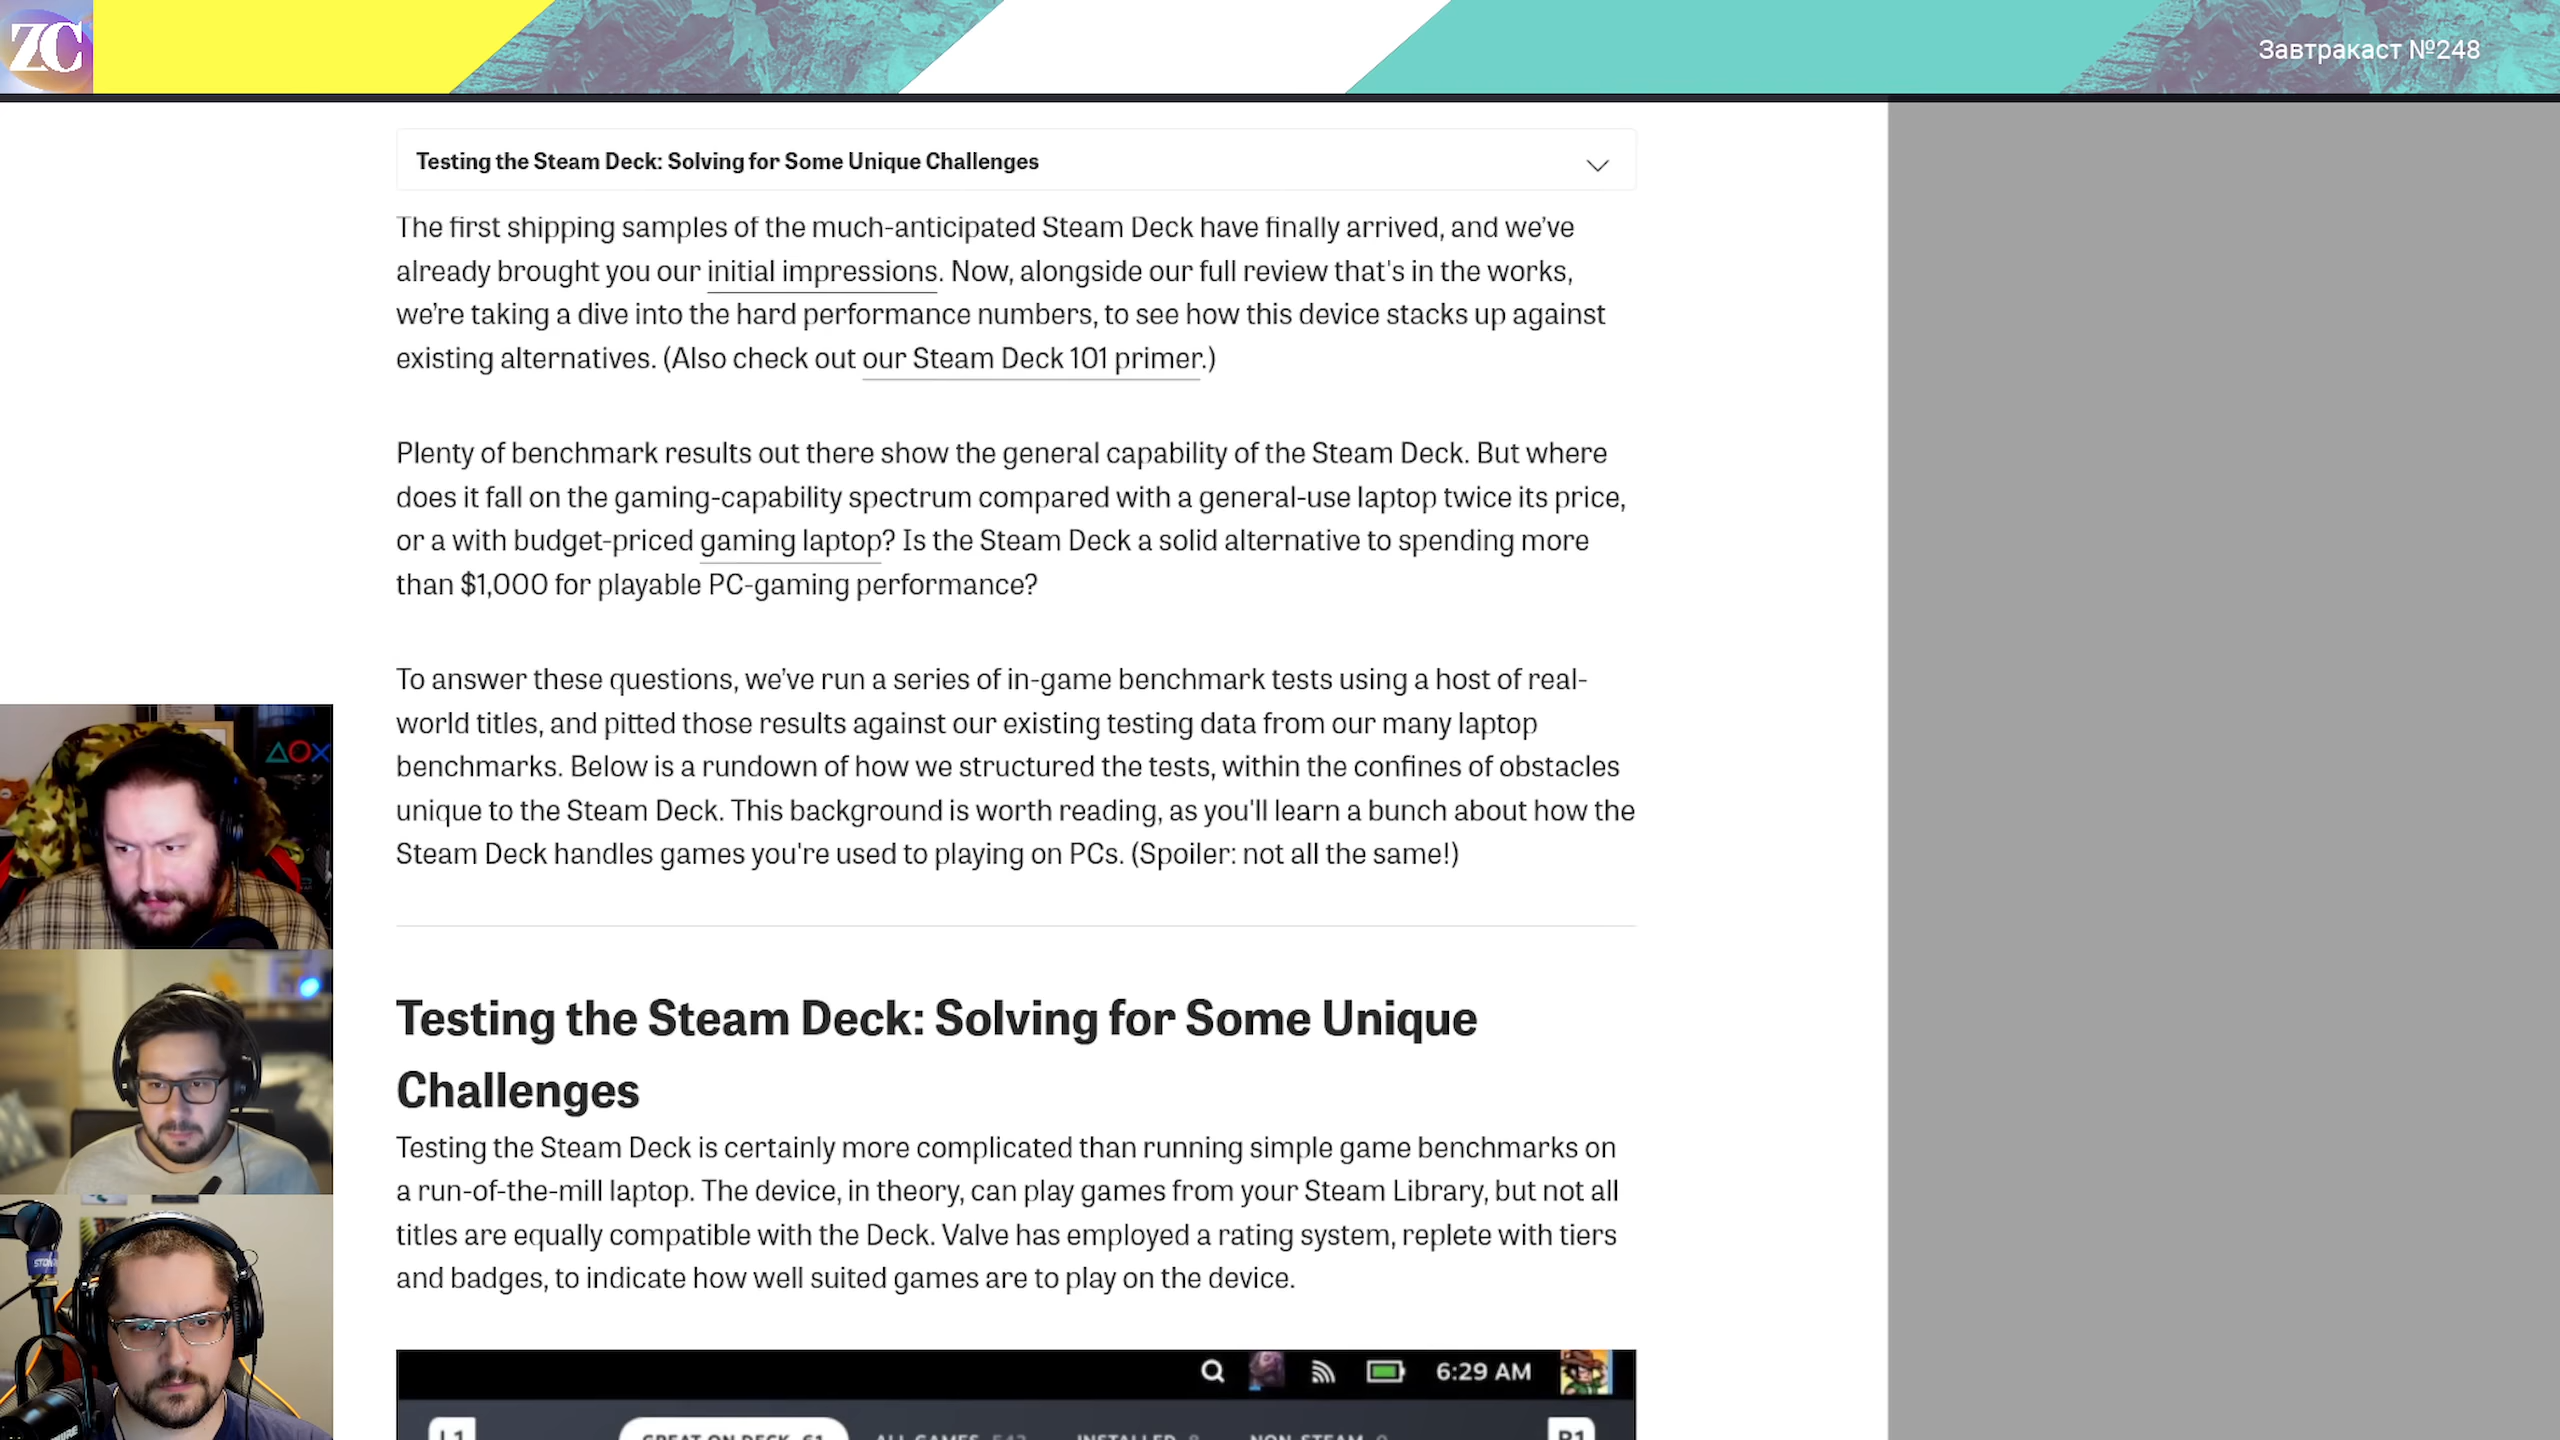 ZC
Завтракаст №248
Testing the Steam Deck: Solving for Some Unique Challenges
The first shipping samples of the much-anticipated Steam Deck have finally arrived, and we’ve
already brought you our initial impressions. Now, alongside our full review that's in the works,
we’re taking a dive into the hard performance numbers, to see how this device stacks up against
existing alternatives. (Also check out our Steam Deck 101 primer.)
Plenty of benchmark results out there show the general capability of the Steam Deck. But where
does it fall on the gaming-capability spectrum compared with a general-use laptop twice its price,
or a with budget-priced gaming laptop? Is the Steam Deck a solid alternative to spending more
than $1,000 for playable PC-gaming performance?
To answer these questions, we’ve run a series of in-game benchmark tests using a host of real-
world titles, and pitted those results against our existing testing data from our many laptop
benchmarks. Below is a rundown of how we structured the tests, within the confines of obstacles
unique to the Steam Deck. This background is worth reading, as you'll learn a bunch about how the
Steam Deck handles games you're used to playing on PCs. (Spoiler: not all the same!)
Testing the Steam Deck: Solving for Some Unique
Challenges
Testing the Steam Deck is certainly more complicated than running simple game benchmarks on
a run-of-the-mill laptop. The device, in theory, can play games from your Steam Library, but not all
titles are equally compatible with the Deck. Valve has employed a rating system, replete with tiers
and badges, to indicate how well suited games are to play on the device.
6:29 AM
L1 GREAT ON DECK 61 ALL GAMES 543 INSTALLED NON-STEAM R1